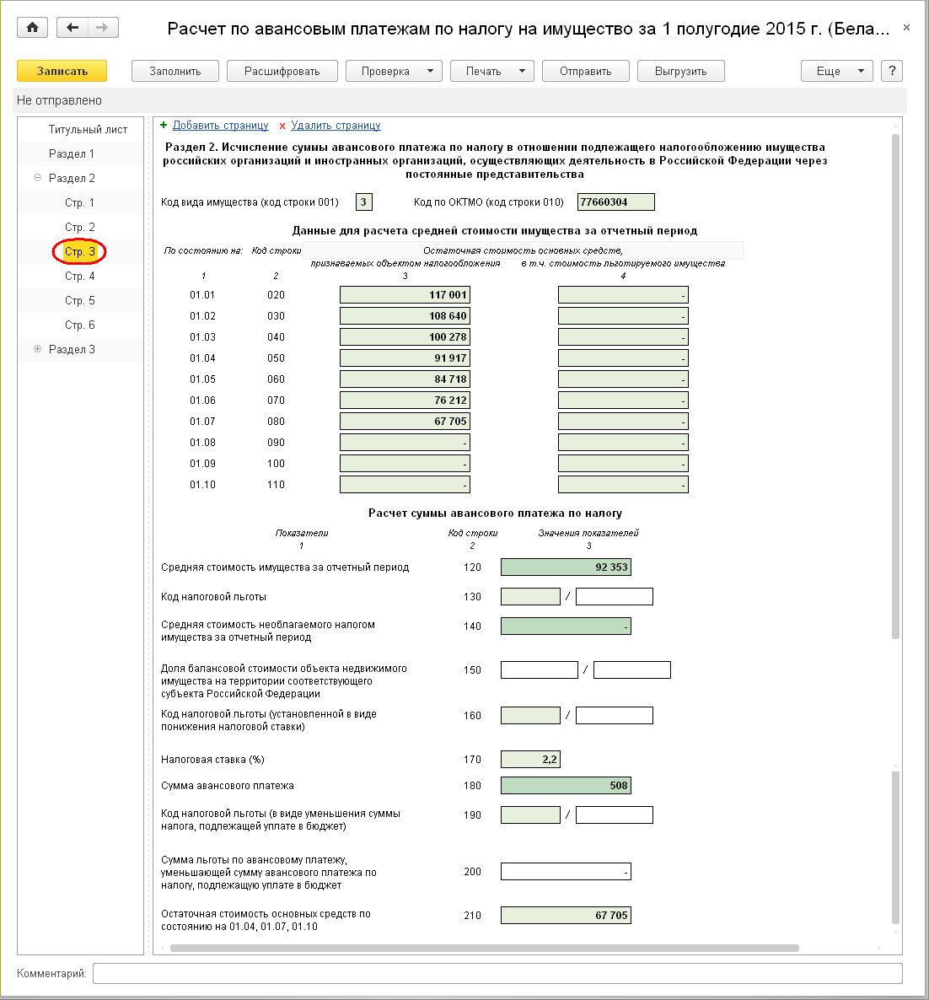 Расчет по авансовым платежам по налогу на имущество за 1 полугодие 2015 г. (Бела... ×
Записать Заполнить Расшифровать Проверка Печать Отправить Выгрузить Еще ?
Не отправлено
Титульный лист
Раздел 1
Раздел 2
Стр. 1
Стр. 2
Стр. 3
Стр. 4
Стр. 5
Стр. 6
Раздел 3
+ Добавить страницу x Удалить страницу
Раздел 2. Исчисление суммы авансового платежа по налогу в отношении подлежащего налогообложению имущества
российских организаций и иностранных организаций, осуществляющих деятельность в Российской Федерации через
постоянные представительства
Код вида имущества (код строки 001) 3 Код по ОКТМО (код строки 010) 77660304
Данные для расчета средней стоимости имущества за отчетный период
По состоянию на: Код строки Остаточная стоимость основных средств,
признаваемых объектом налогообложения в т.ч. стоимость льготируемого имущества
1 2 3 4
01.01 020 117 001 -
01.02 030 108 640 -
01.03 040 100 278 -
01.04 050 91 917 -
01.05 060 84 718 -
01.06 070 76 212 -
01.07 080 67 705 -
01.08 090 - -
01.09 100 - -
01.10 110 - -
Расчет суммы авансового платежа по налогу
Показатели Код строки Значения показателей
1 2 3
Средняя стоимость имущества за отчетный период 120 92 353
Код налоговой льготы 130 /
Средняя стоимость необлагаемого налогом
имущества за отчетный период 140 -
Доля балансовой стоимости объекта недвижимого
имущества на территории соответствующего
субъекта Российской Федерации 150 /
Код налоговой льготы (установленной в виде
понижения налоговой ставки) 160 /
Налоговая ставка (%) 170 2,2
Сумма авансового платежа 180 508
Код налоговой льготы (в виде уменьшения суммы
налога, подлежащей уплате в бюджет) 190 /
Сумма льготы по авансовому платежу,
уменьшающей сумму авансового платежа по
налогу, подлежащую уплате в бюджет 200 -
Остаточная стоимость основных средств по
состоянию на 01.04, 01.07, 01.10 210 67 705
Комментарий: